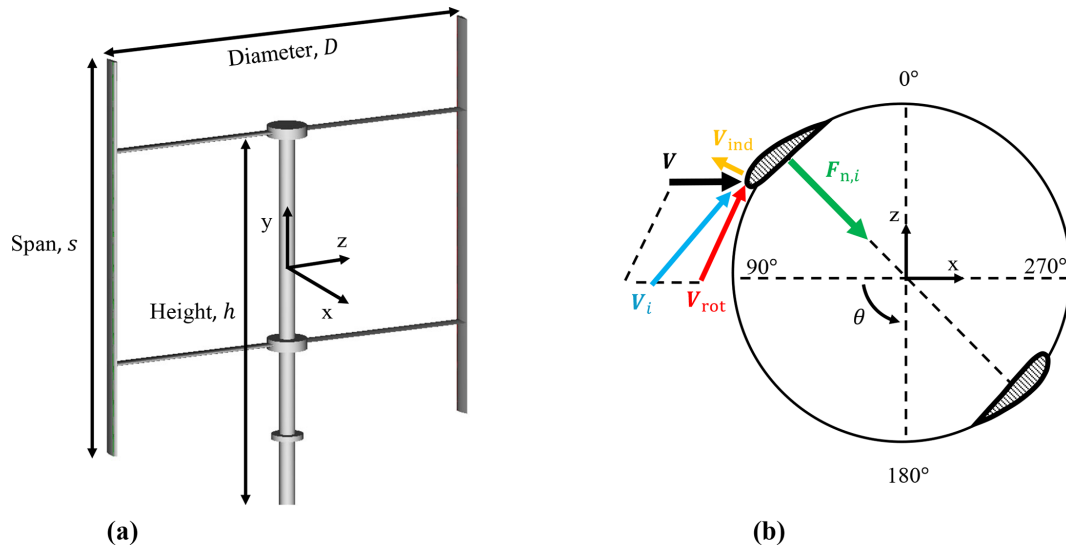 Diameter, D
Span, s
Height, h
y
z
x
(a)
0°
V_ind
V
F_n,i
z
x
90°
270°
θ
V_i
V_rot
180°
(b)